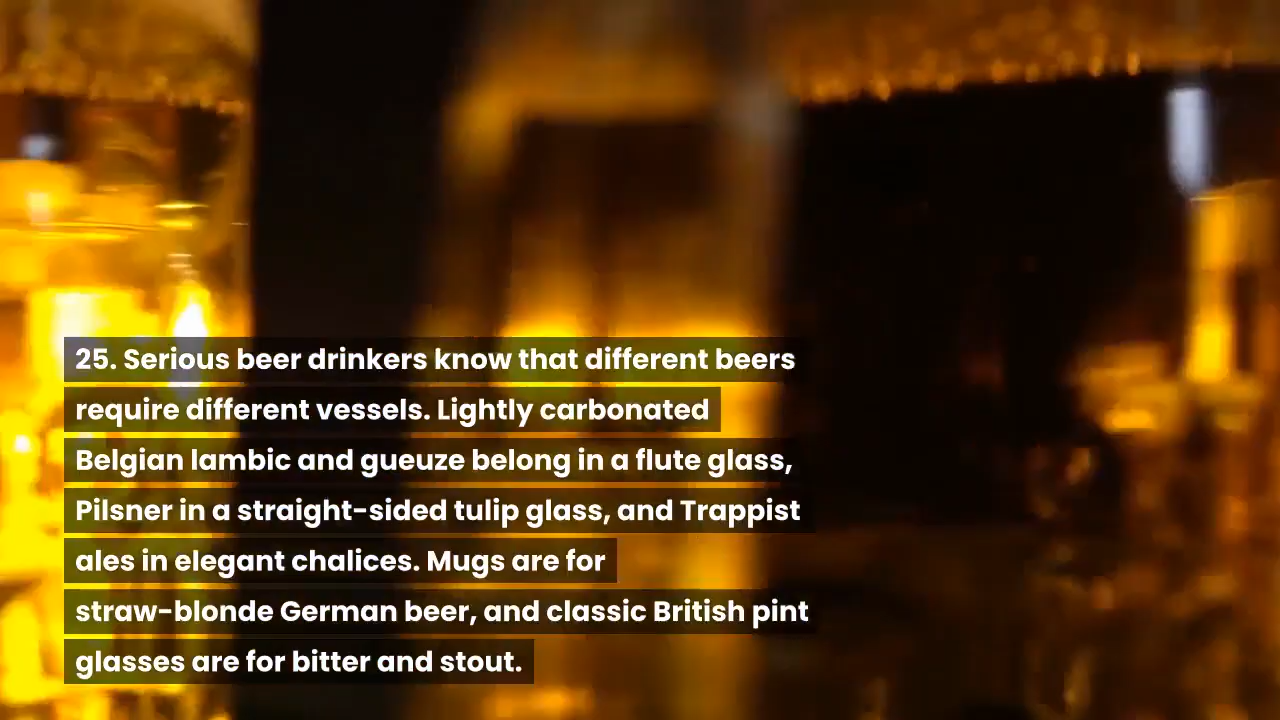 25. Serious beer drinkers know that different beers
require different vessels. Lightly carbonated
Belgian lambic and gueuze belong in a flute glass,
Pilsner in a straight-sided tulip glass, and Trappist
ales in elegant chalices. Mugs are for
straw-blonde German beer, and classic British pint
glasses are for bitter and stout.